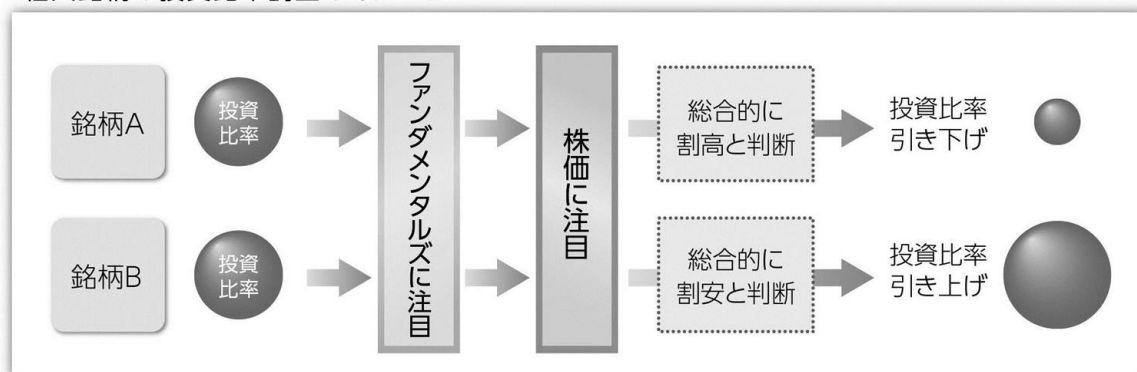 銘柄A
投資
比率
ファンダメンタルズに注目
株価に注目
総合的に
割高と判断
投資比率
引き下げ
銘柄B
投資
比率
総合的に
割安と判断
投資比率
引き上げ